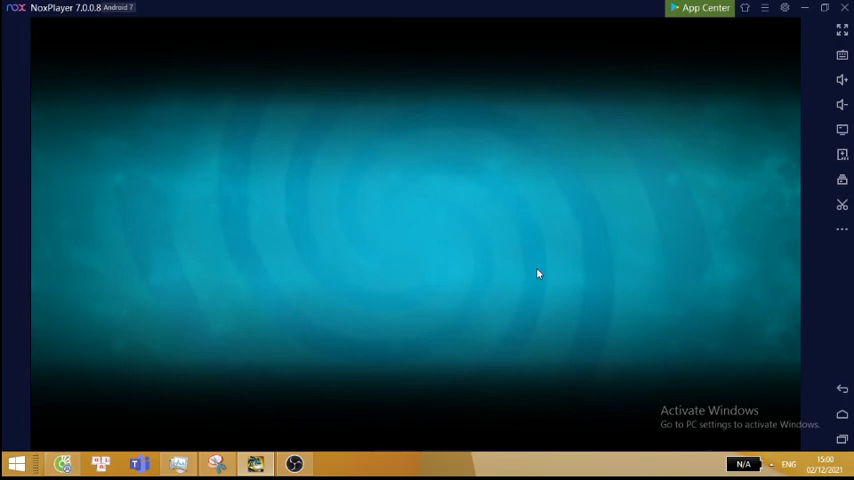 nox NoxPlayer 7.0.0.8 Android 7
App Center
Activate Windows
Go to PC settings to activate Windows.
N/A
ENG
15:00
02/12/2021